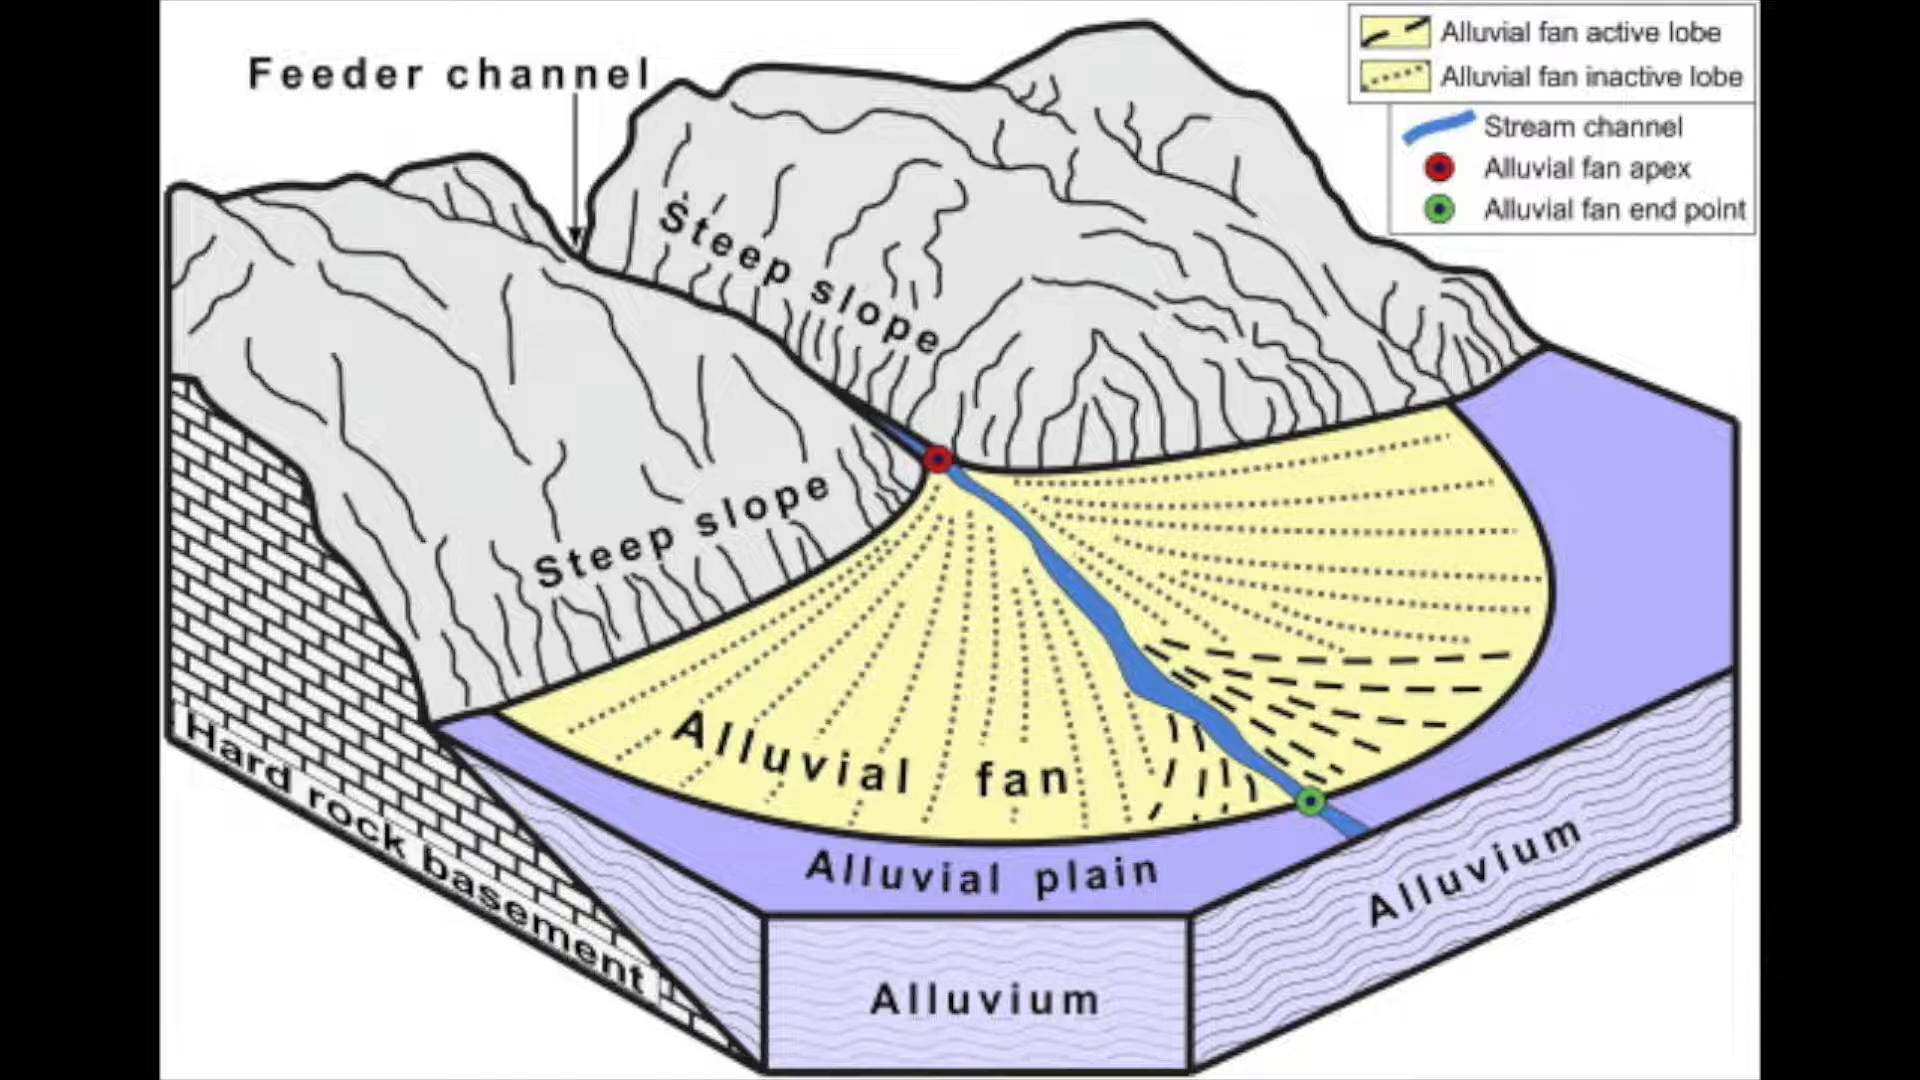 Feeder channel
Alluvial fan active lobe
Alluvial fan inactive lobe
Stream channel
Alluvial fan apex
Alluvial fan end point
Steep slope
Steep slope
Alluvial fan
Alluvial plain
Hard rock basement
Alluvium
Alluvium